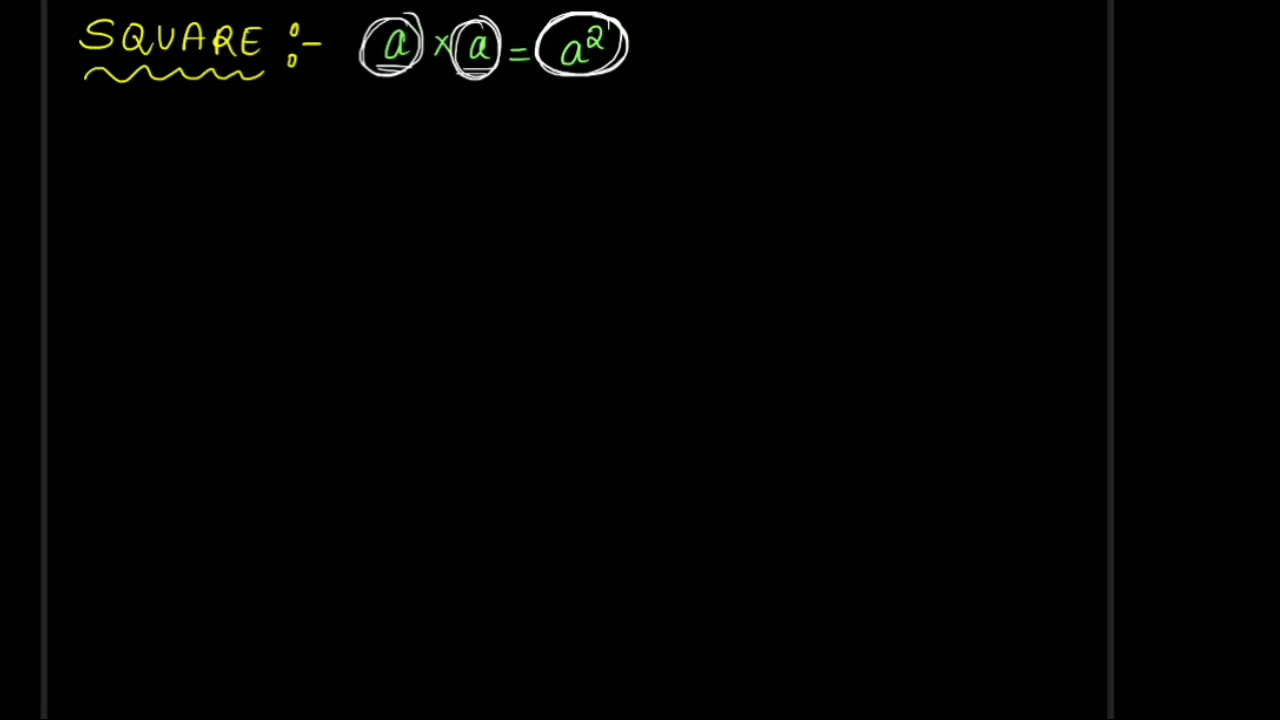 SQUARE :- a × a = a²